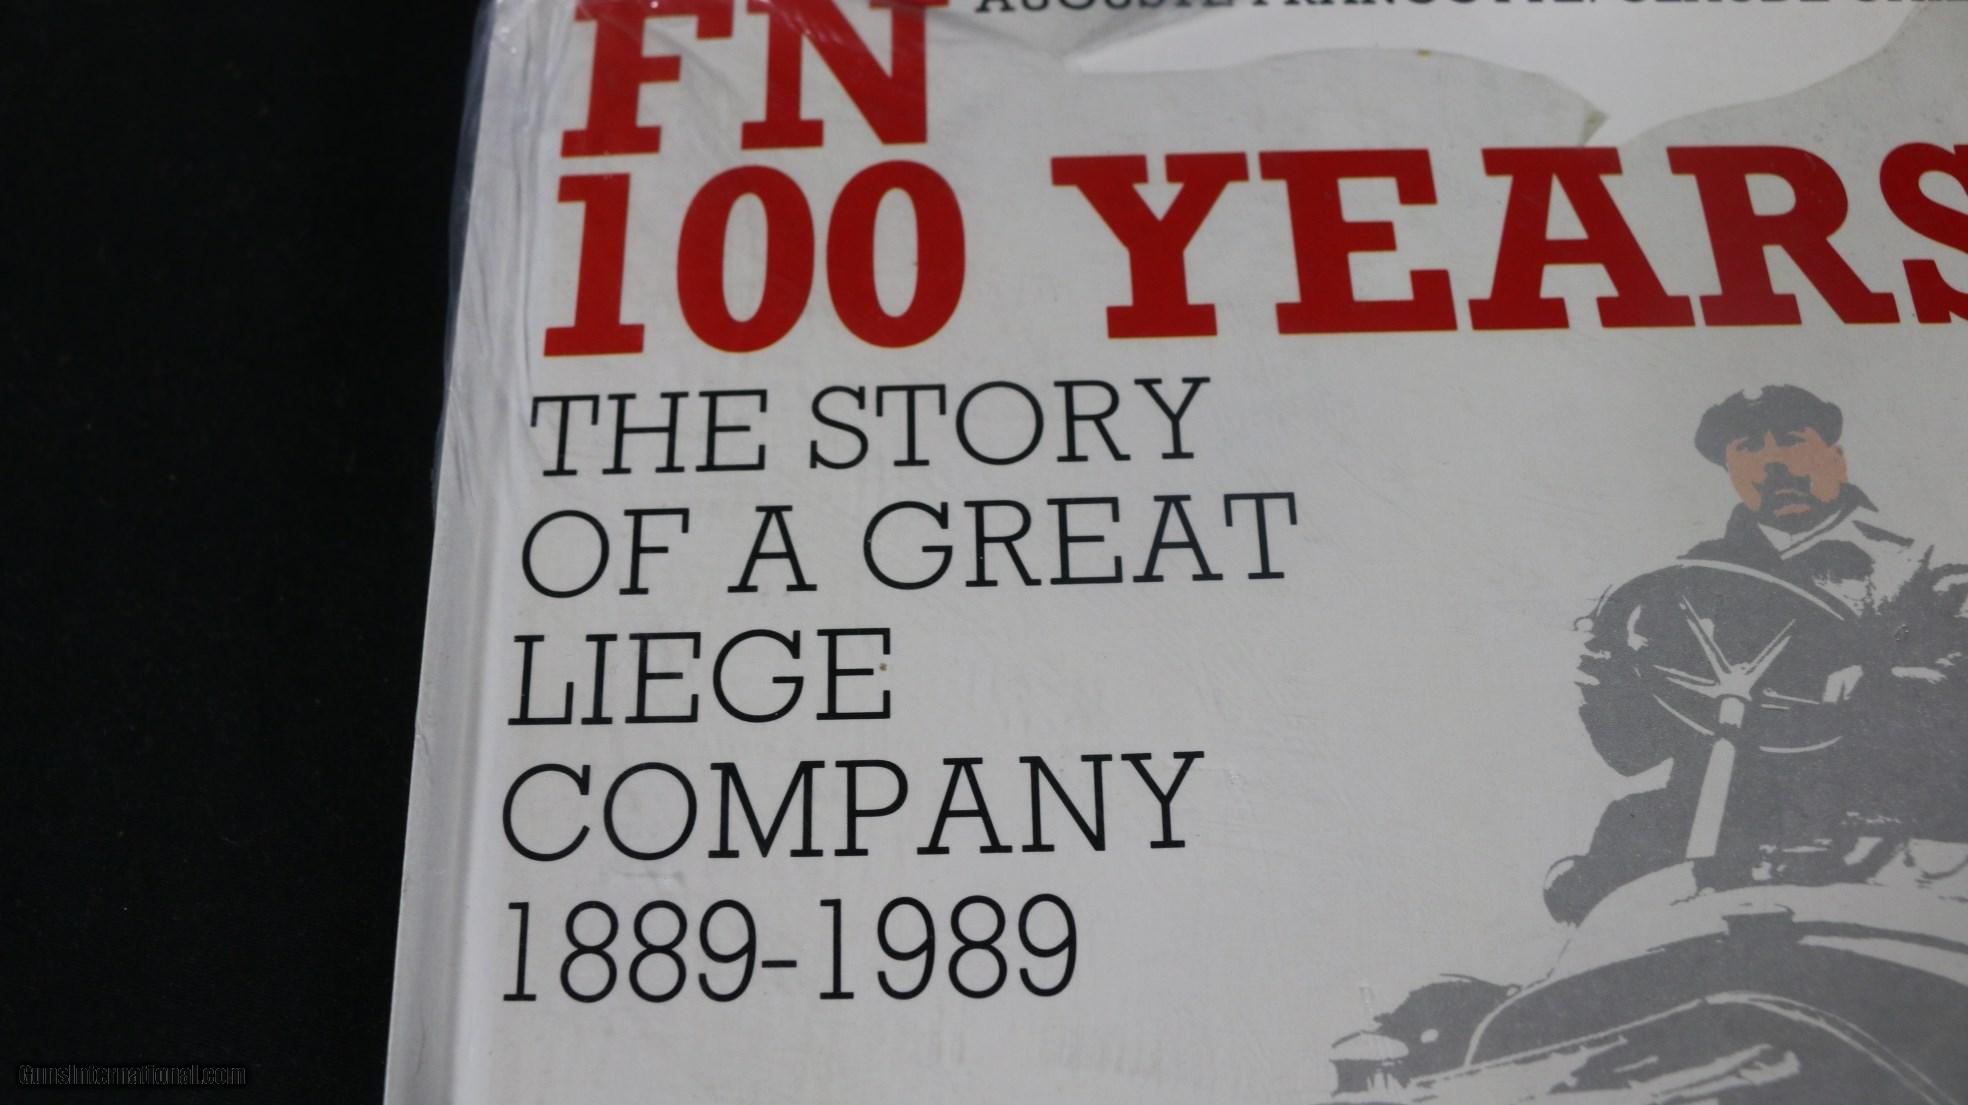 FN
100 YEARS
THE STORY
OF A GREAT
LIEGE
COMPANY
1889-1989
GunsInternational.com